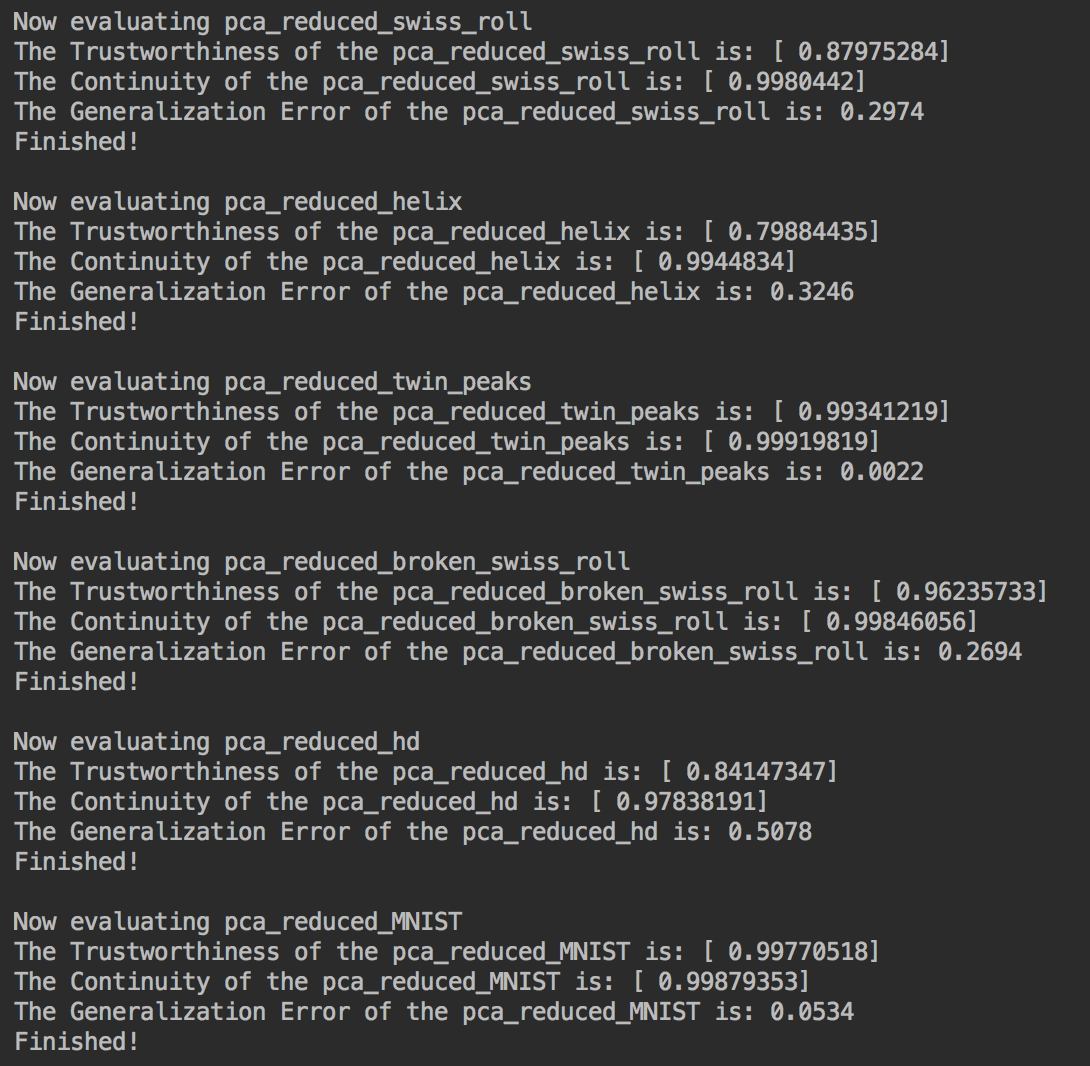 Now evaluating pca_reduced_swiss_roll
The Trustworthiness of the pca_reduced_swiss_roll is: [ 0.87975284]
The Continuity of the pca_reduced_swiss_roll is: [ 0.9980442]
The Generalization Error of the pca_reduced_swiss_roll is: 0.2974
Finished!

Now evaluating pca_reduced_helix
The Trustworthiness of the pca_reduced_helix is: [ 0.79884435]
The Continuity of the pca_reduced_helix is: [ 0.9944834]
The Generalization Error of the pca_reduced_helix is: 0.3246
Finished!

Now evaluating pca_reduced_twin_peaks
The Trustworthiness of the pca_reduced_twin_peaks is: [ 0.99341219]
The Continuity of the pca_reduced_twin_peaks is: [ 0.99919819]
The Generalization Error of the pca_reduced_twin_peaks is: 0.0022
Finished!

Now evaluating pca_reduced_broken_swiss_roll
The Trustworthiness of the pca_reduced_broken_swiss_roll is: [ 0.96235733]
The Continuity of the pca_reduced_broken_swiss_roll is: [ 0.99846056]
The Generalization Error of the pca_reduced_broken_swiss_roll is: 0.2694
Finished!

Now evaluating pca_reduced_hd
The Trustworthiness of the pca_reduced_hd is: [ 0.84147347]
The Continuity of the pca_reduced_hd is: [ 0.97838191]
The Generalization Error of the pca_reduced_hd is: 0.5078
Finished!

Now evaluating pca_reduced_MNIST
The Trustworthiness of the pca_reduced_MNIST is: [ 0.99770518]
The Continuity of the pca_reduced_MNIST is: [ 0.99879353]
The Generalization Error of the pca_reduced_MNIST is: 0.0534
Finished!